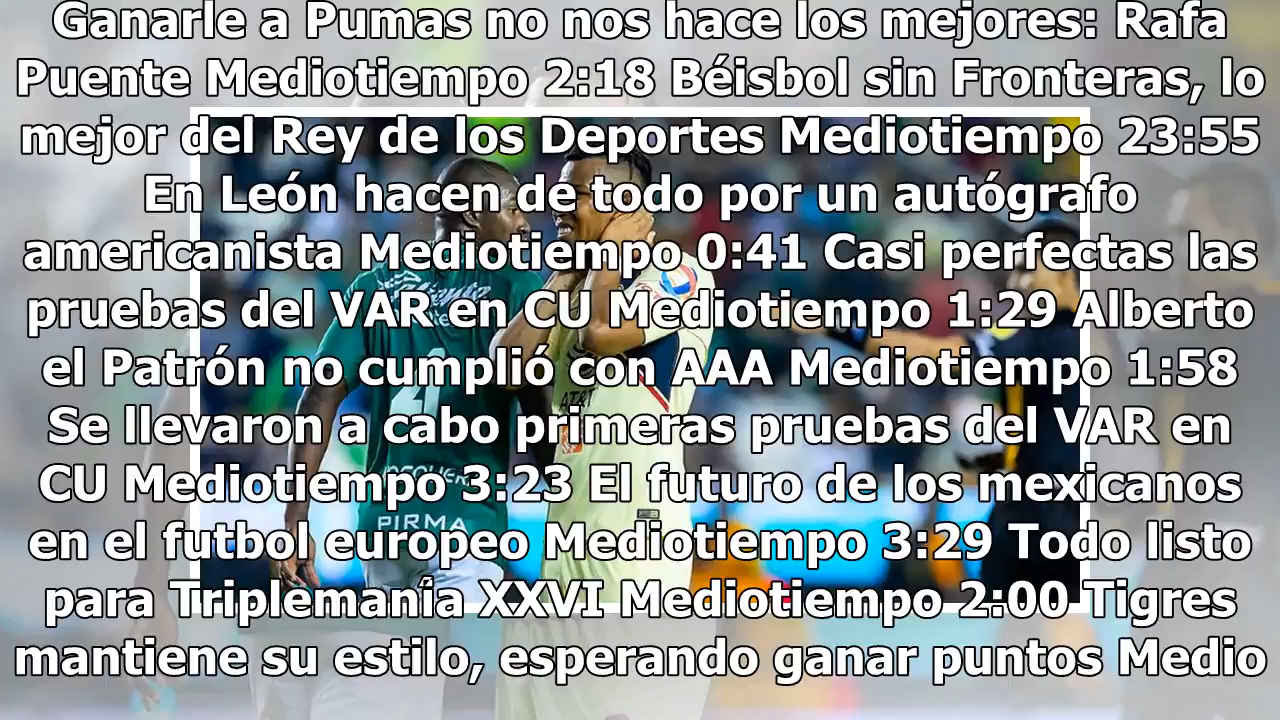 Ganarle a Pumas no nos hace los mejores: Rafa
Puente Mediotiempo 2:18 Béisbol sin Fronteras, lo
mejor del Rey de los Deportes Mediotiempo 23:55
En León hacen de todo por un autógrafo
americanista Mediotiempo 0:41 Casi perfectas las
pruebas del VAR en CU Mediotiempo 1:29 Alberto
el Patrón no cumplió con AAA Mediotiempo 1:58
Se llevaron a cabo primeras pruebas del VAR en
CU Mediotiempo 3:23 El futuro de los mexicanos
en el futbol europeo Mediotiempo 3:29 Todo listo
para Triplemanía XXVI Mediotiempo 2:00 Tigres
mantiene su estilo, esperando ganar puntos Medio
AT&T
PIRMA